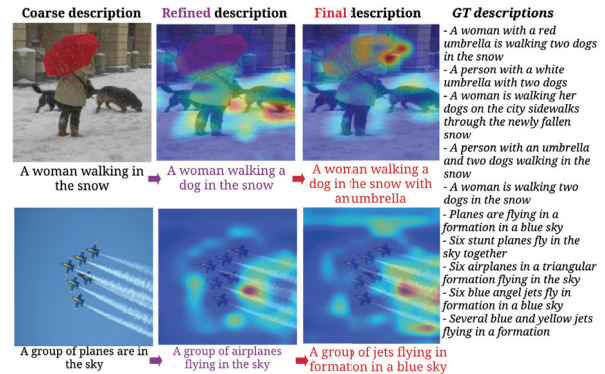 Coarse description
Refined description
Final description
GT descriptions
A woman walking in
the snow
A woman walking a
dog in the snow
A woman walking a
dog in the snow with
anumbrella
- A woman with a red
umbrella is walking two dogs
in the snow
- A person with a white
umbrella with two dogs
- A woman is walking her
dogs on the city sidewalks
through the newly fallen
snow
- A person with an umbrella
and two dogs walking in the
snow
- A woman is walking two
dogs in the snow
A group of planes are in
the sky
A group of airplanes
flying in the sky
A group of jets flying in
formation in a blue sky
- Planes are flying in a
formation in a blue sky
- Six stunt planes fly in the
sky together
- Six airplanes in a triangular
formation flying in the sky
- Six blue angel jets fly in
formation in a blue sky
- Several blue and yellow jets
flying in a formation